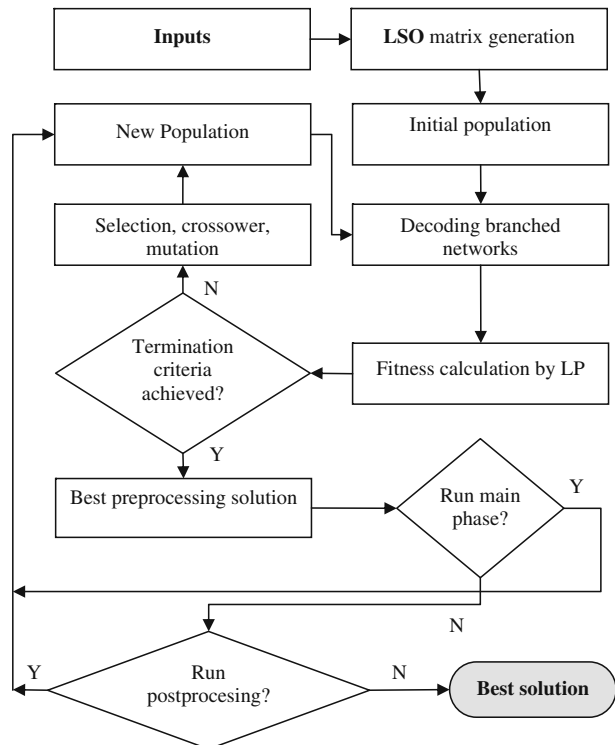 Inputs
LSO matrix generation
New Population
Initial population
Selection, crossower,
mutation
Decoding branched
networks
N
Termination
criteria
achieved?
Fitness calculation by LP
Y
Best preprocessing solution
Run main
phase?
Y
N
Y
Run
postprocesing?
N
Best solution